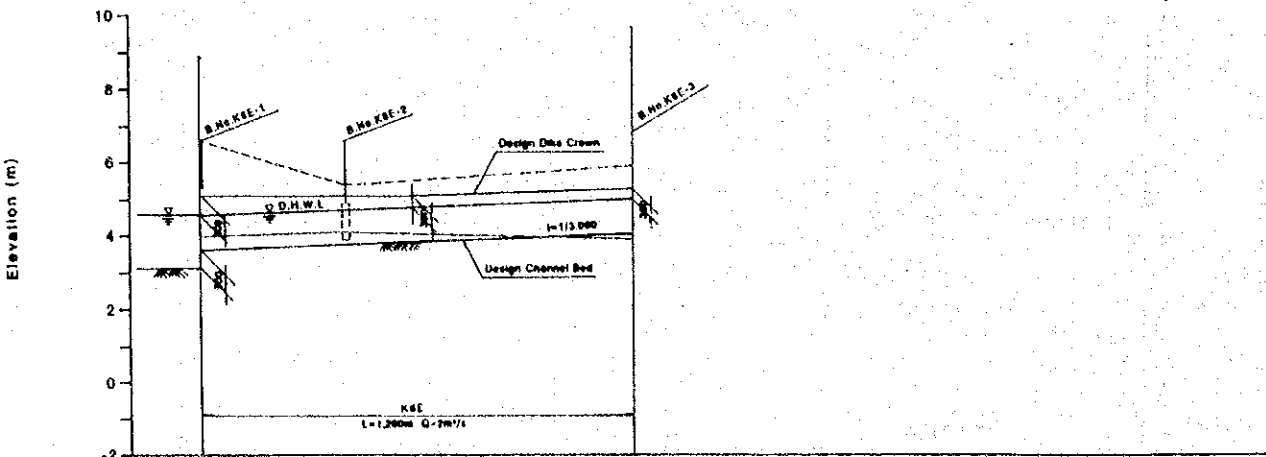 10
8
6
4
2
0
-2
Elevation (m)
B.No.K6E-1
B.No.K6E-2
B.No.K6E-3
Design Dike Crown
D.H.W.L
I=1/3,000
Design Channel Bed
K6E
L=1,200m Q=2m³/s